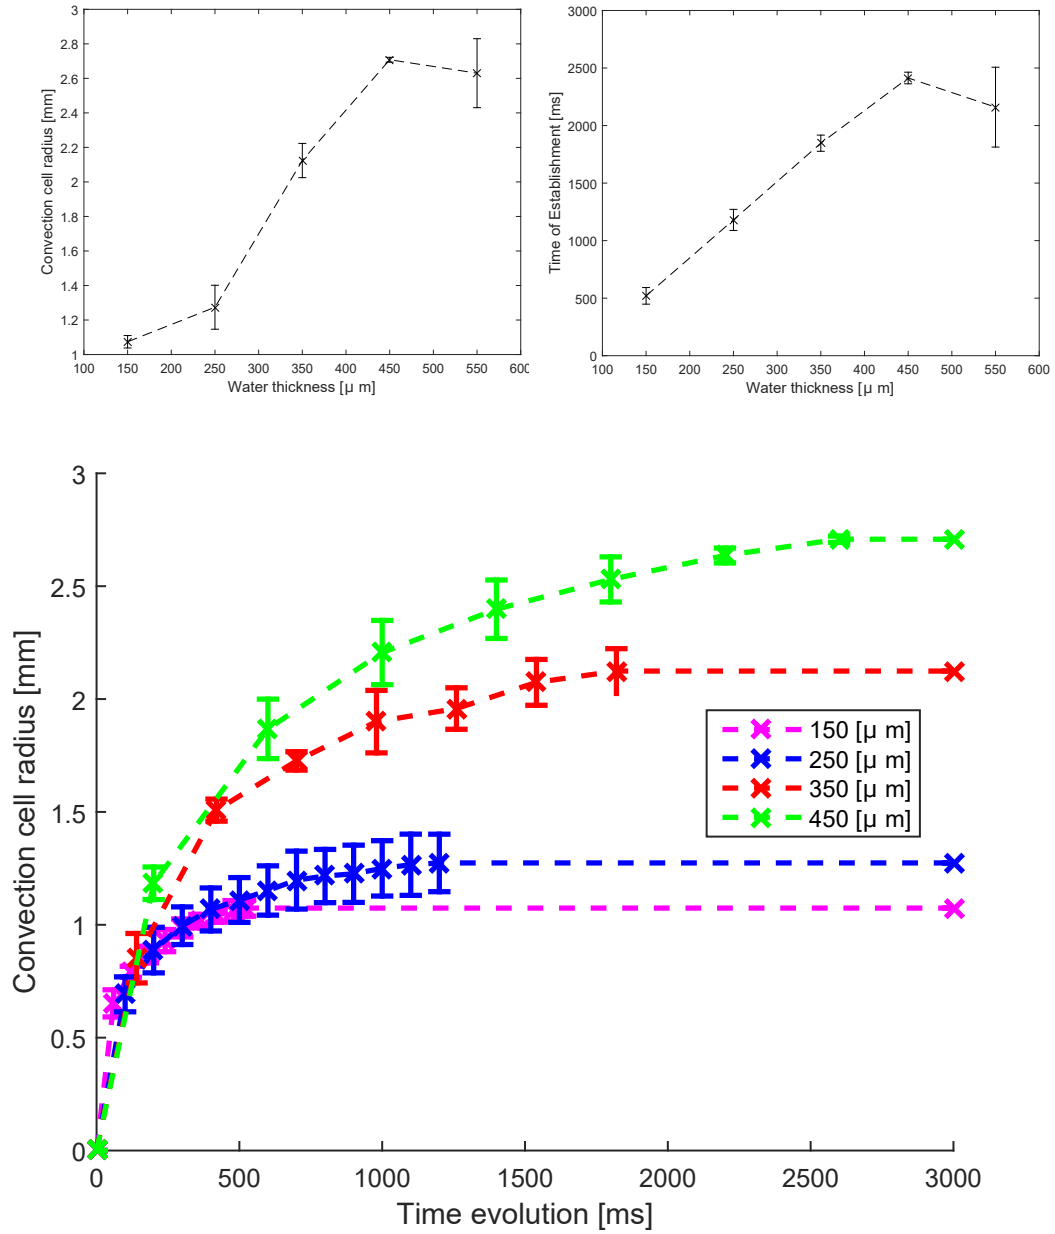 3
2.8
2.6
2.4
2.2
2
1.8
1.6
1.4
1.2
1
Convection cell radius [mm]
100 150 200 250 300 350 400 450 500 550 600
Water thickness [µ m]
3000
2500
2000
1500
1000
500
0
Time of Establishment [ms]
100 150 200 250 300 350 400 450 500 550 600
Water thickness [µ m]
3
2.5
2
1.5
1
0.5
0
Convection cell radius [mm]
150 [µ m]
250 [µ m]
350 [µ m]
450 [µ m]
0 500 1000 1500 2000 2500 3000
Time evolution [ms]